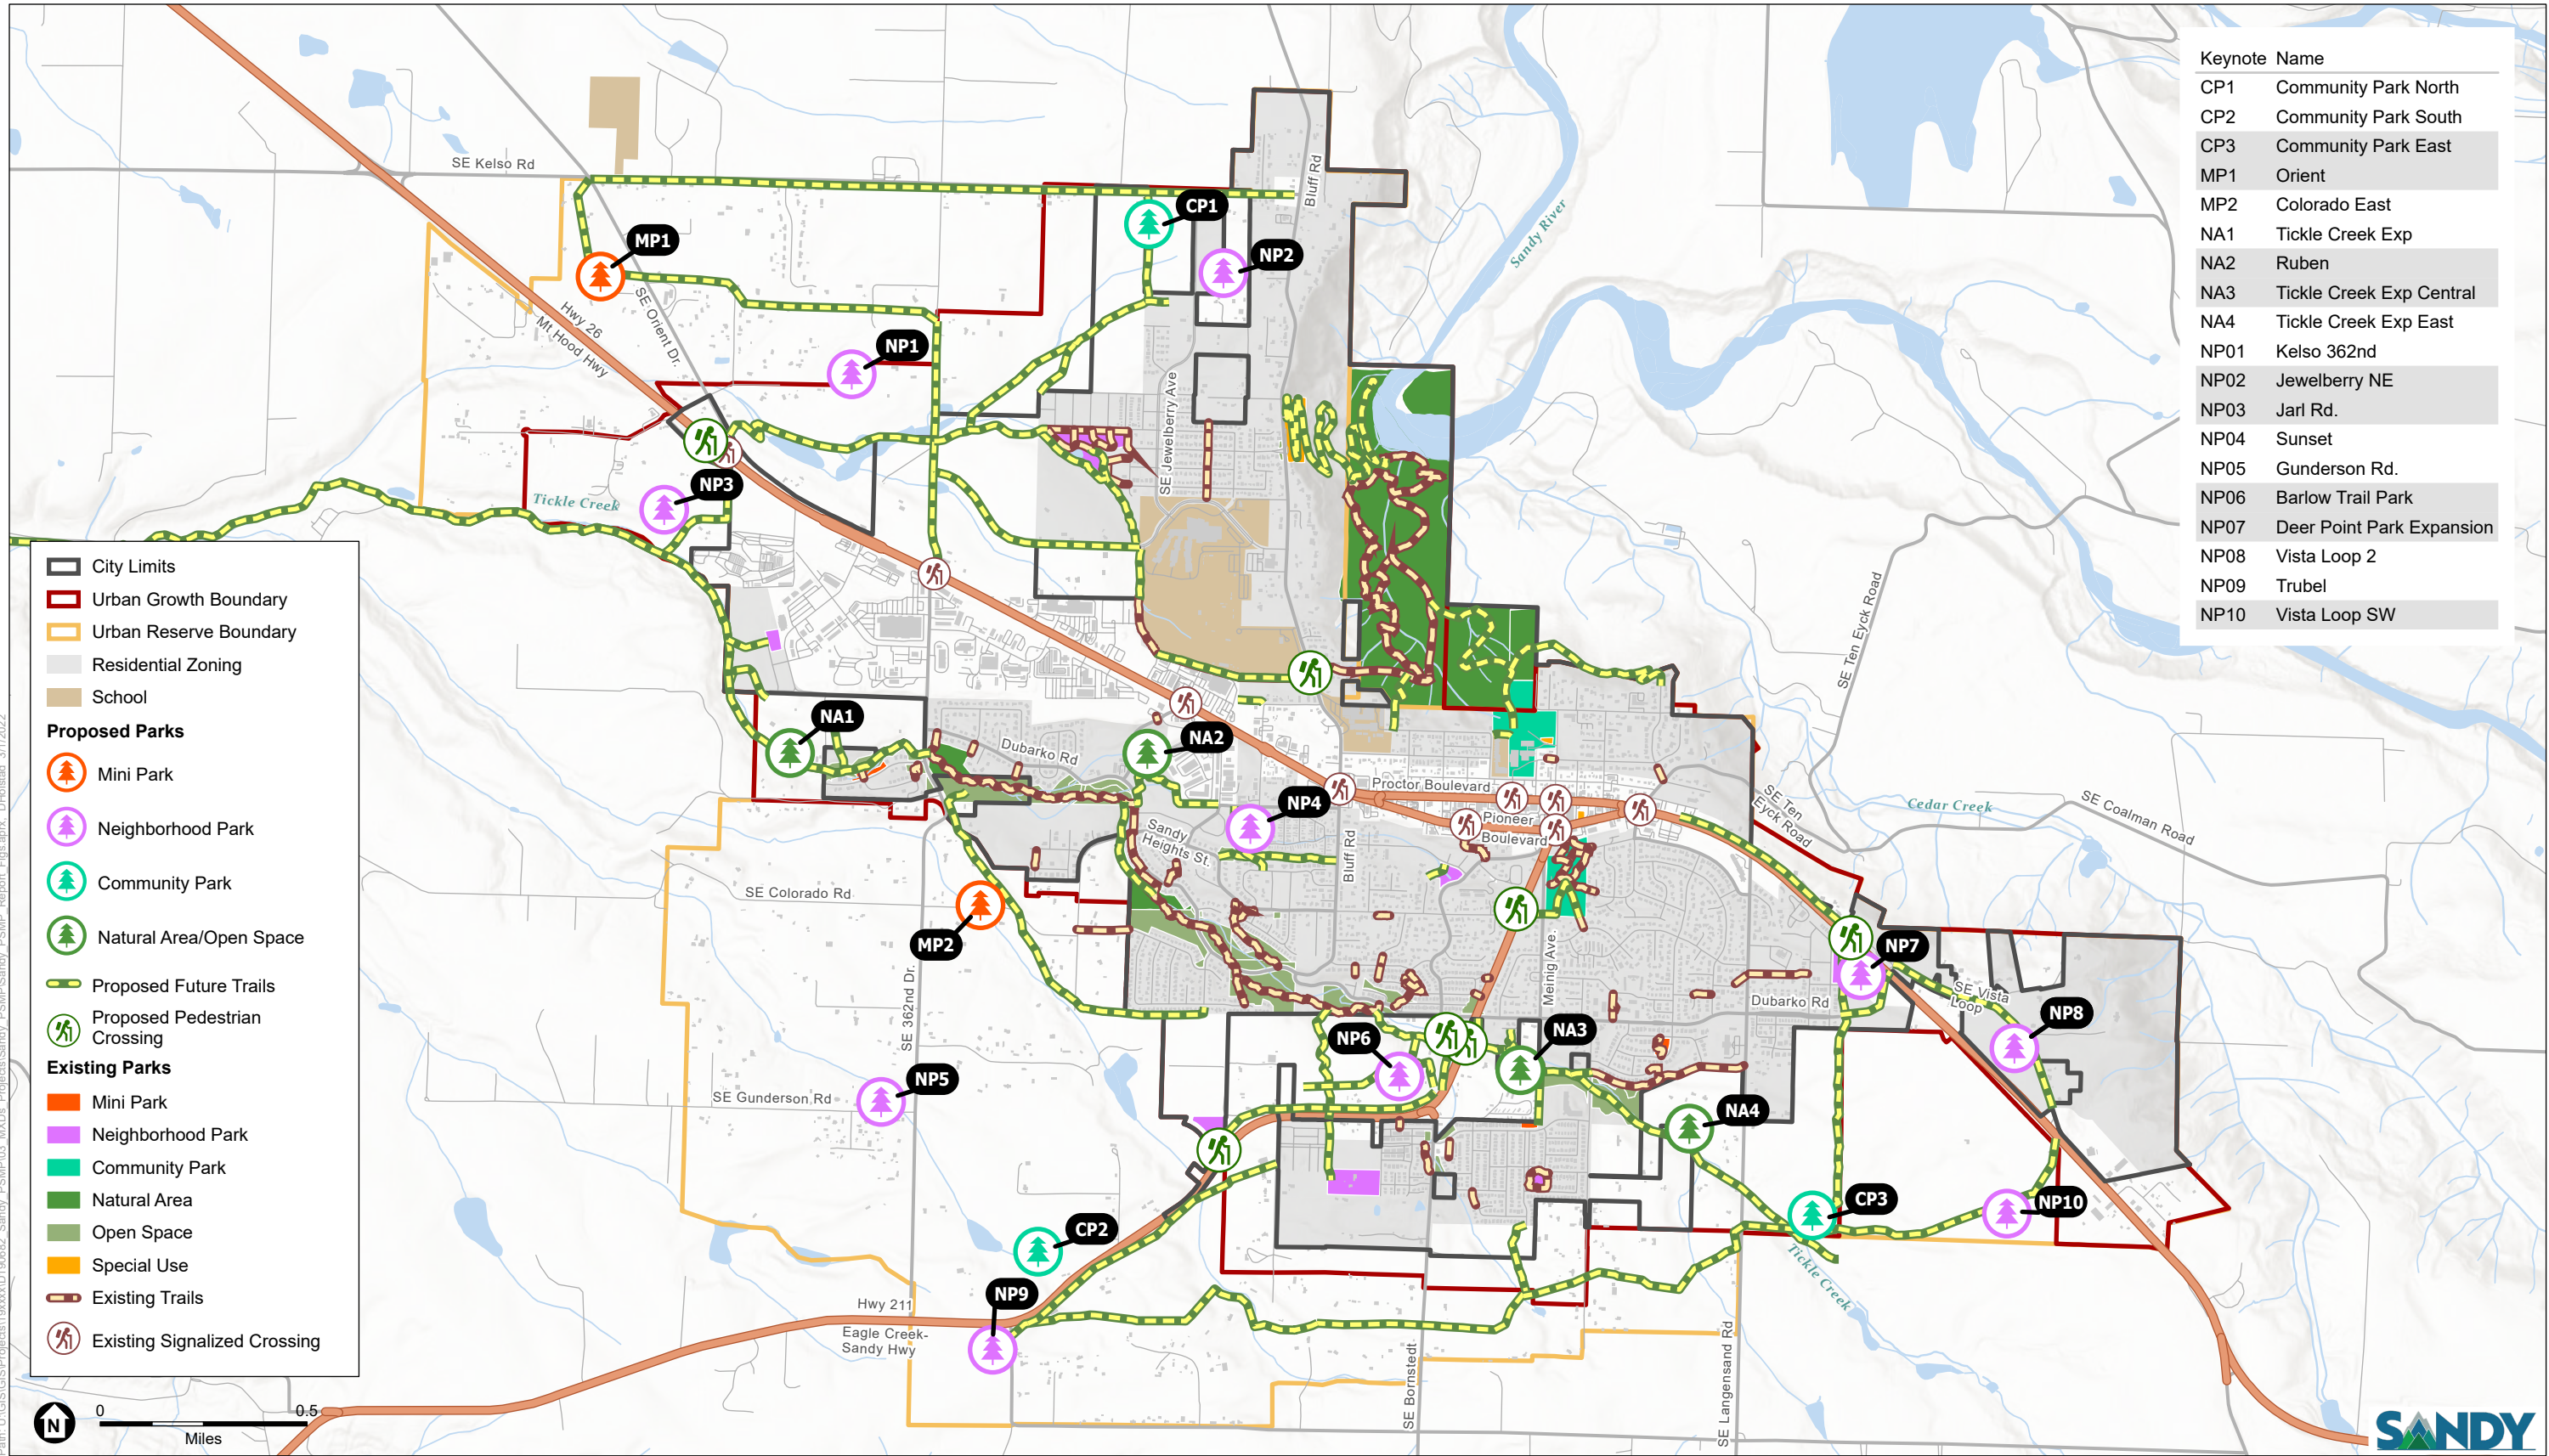 Keynote Name
CP1 Community Park North
CP2 Community Park South
CP3 Community Park East
MP1 Orient
MP2 Colorado East
NA1 Tickle Creek Exp
NA2 Ruben
NA3 Tickle Creek Exp Central
NA4 Tickle Creek Exp East
NP01 Kelso 362nd
NP02 Jewelberry NE
NP03 Jarl Rd.
NP04 Sunset
NP05 Gunderson Rd.
NP06 Barlow Trail Park
NP07 Deer Point Park Expansion
NP08 Vista Loop 2
NP09 Trubel
NP10 Vista Loop SW
SE Kelso Rd
Bluff Rd
CP1
Sandy River
MP1
NP2
SE Orient Dr.
Hwy 26
Mt Hood Hwy
NP1
SE Jewelberry Ave
NP3
Tickle Creek
SE Ten Eyck Road
NA1
NA2
Dubarko Rd
Proctor Boulevard
NP4
Pioneer
Boulevard
SE Ten
Eyck Road
Cedar Creek
SE Coalman Road
Sandy
Heights St.
Bluff Rd
SE Colorado Rd
MP2
Meinig Ave.
NP7
SE 362nd Dr.
Dubarko Rd
SE Vista
Loop
NP8
NP6
NA3
NP5
SE Gunderson Rd
NA4
CP3
NP10
CP2
Tickle Creek
NP9
Hwy 211
Eagle Creek-
Sandy Hwy
SE Bornstedt
SE Langensand Rd
City Limits
Urban Growth Boundary
Urban Reserve Boundary
Residential Zoning
School
Proposed Parks
Mini Park
Neighborhood Park
Community Park
Natural Area/Open Space
Proposed Future Trails
Proposed Pedestrian
Crossing
Existing Parks
Mini Park
Neighborhood Park
Community Park
Natural Area
Open Space
Special Use
Existing Trails
Existing Signalized Crossing
N
0 0.5
Miles
SANDY